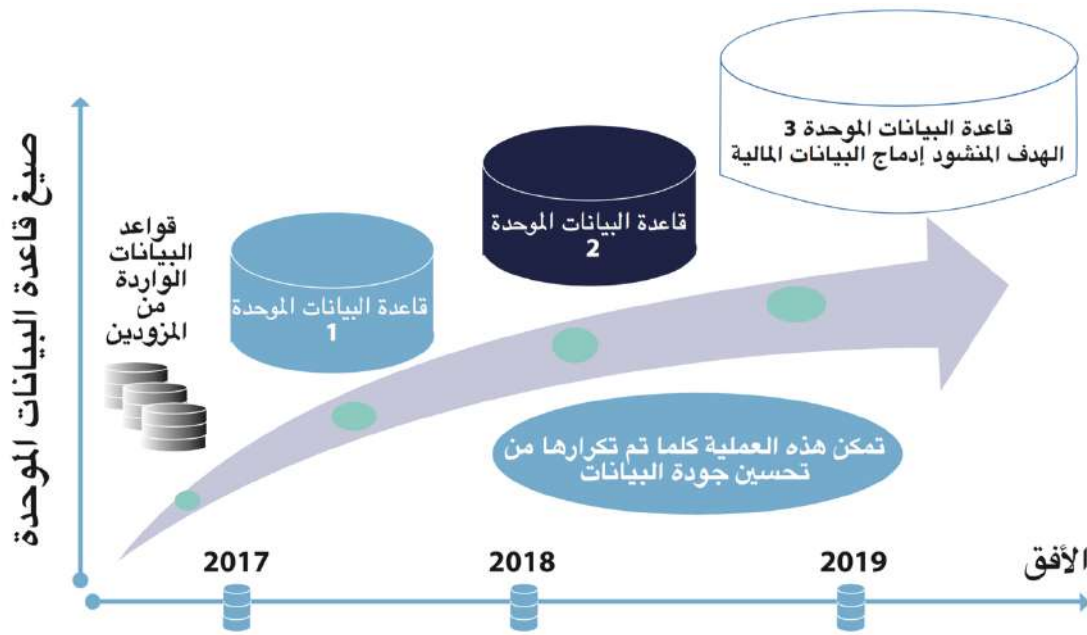 صيغ قاعدة البيانات الموحدة
قواعد
البيانات
الواردة
من
المزودين
قاعدة البيانات الموحدة
1
قاعدة البيانات الموحدة
2
قاعدة البيانات الموحدة 3
الهدف المنشود إدماج البيانات المالية
تمكن هذه العملية كلما تم تكرارها من
تحسين جودة البيانات
2017
2018
2019
الأفق